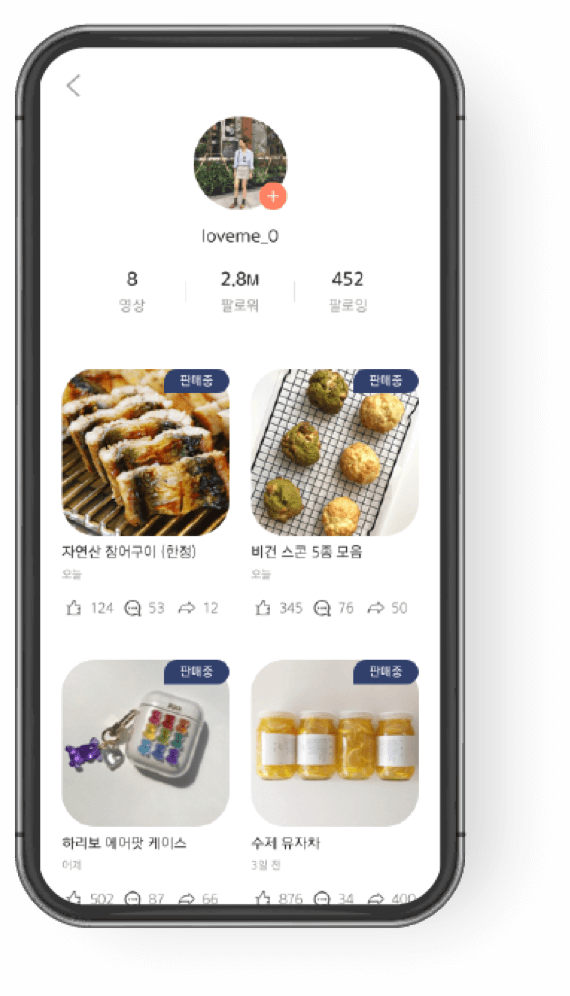 loveme_0
8 2.8M 452
영상 팔로워 팔로잉
판매중 판매중
자연산 장어구이 (한정) 비건 스콘 5종 모음
오늘 오늘
124 53 12 345 76 50
판매중 판매중
하리보 에어팟 케이스 수제 유자차
어제 3일 전
502 87 66 876 34 400